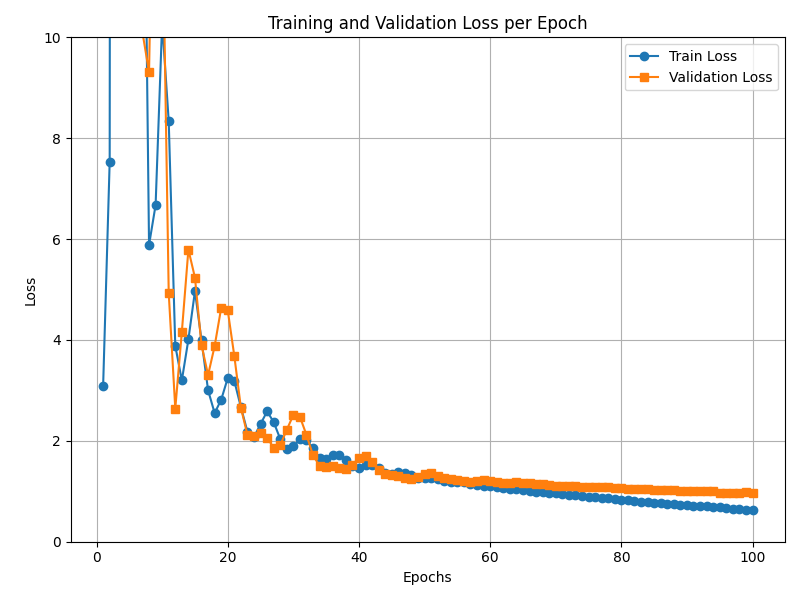 Training and Validation Loss per Epoch
Train Loss
Validation Loss
Loss
10
8
6
4
2
0
0 20 40 60 80 100
Epochs